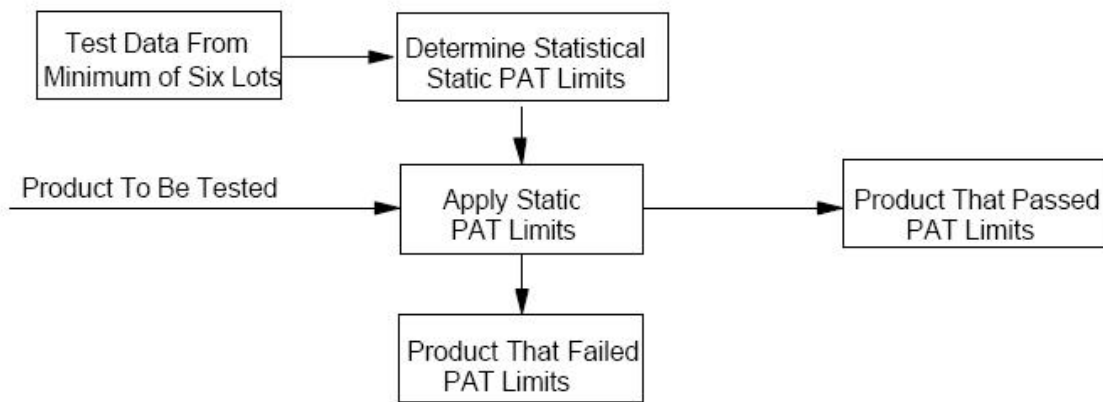 Test Data From
Minimum of Six Lots
Determine Statistical
Static PAT Limits
Product To Be Tested
Apply Static
PAT Limits
Product That Passed
PAT Limits
Product That Failed
PAT Limits